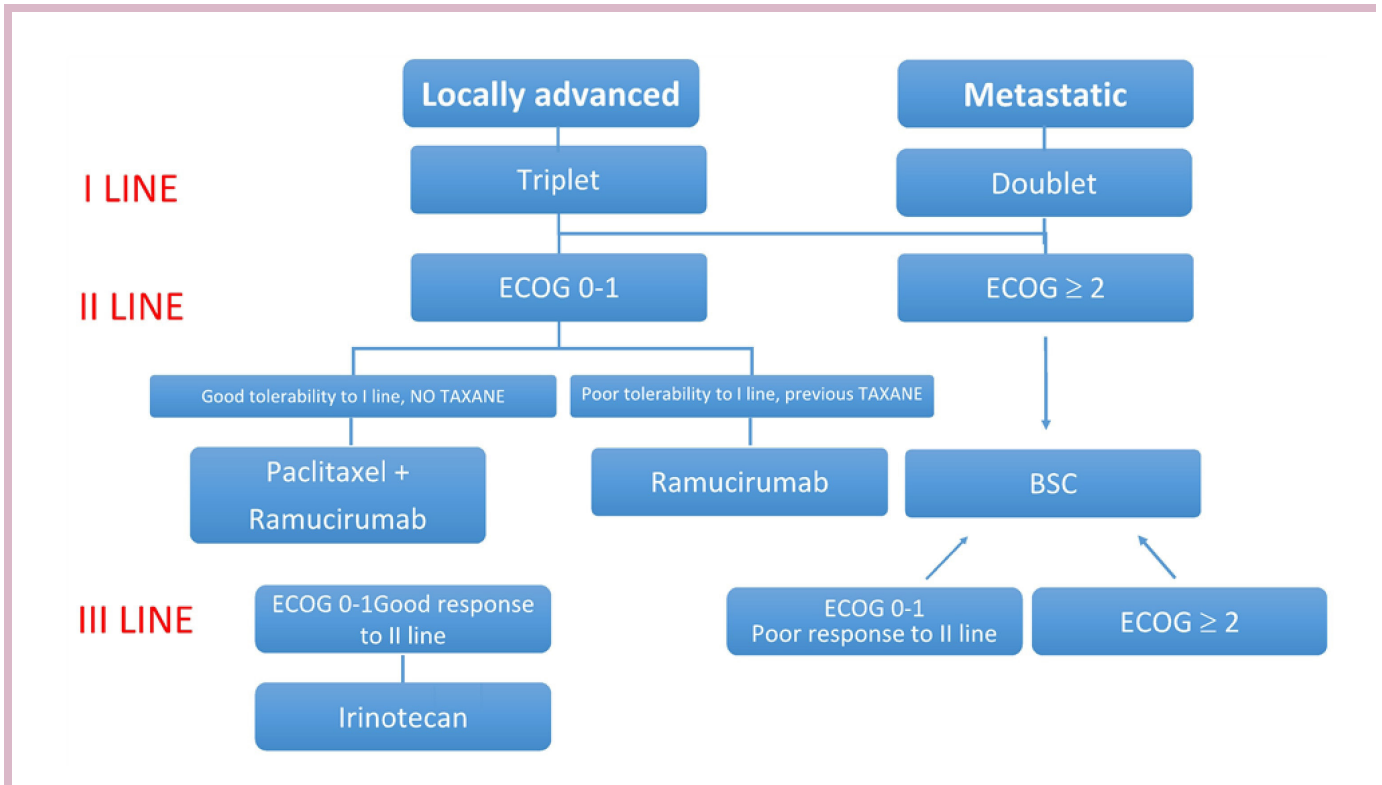 Locally advanced
Metastatic
I LINE
Triplet
Doublet
II LINE
ECOG 0-1
ECOG ≥ 2
Good tolerability to I line, NO TAXANE
Poor tolerability to I line, previous TAXANE
Paclitaxel +
Ramucirumab
Ramucirumab
BSC
III LINE
ECOG 0-1Good response
to II line
ECOG 0-1
Poor response to II line
ECOG ≥ 2
Irinotecan